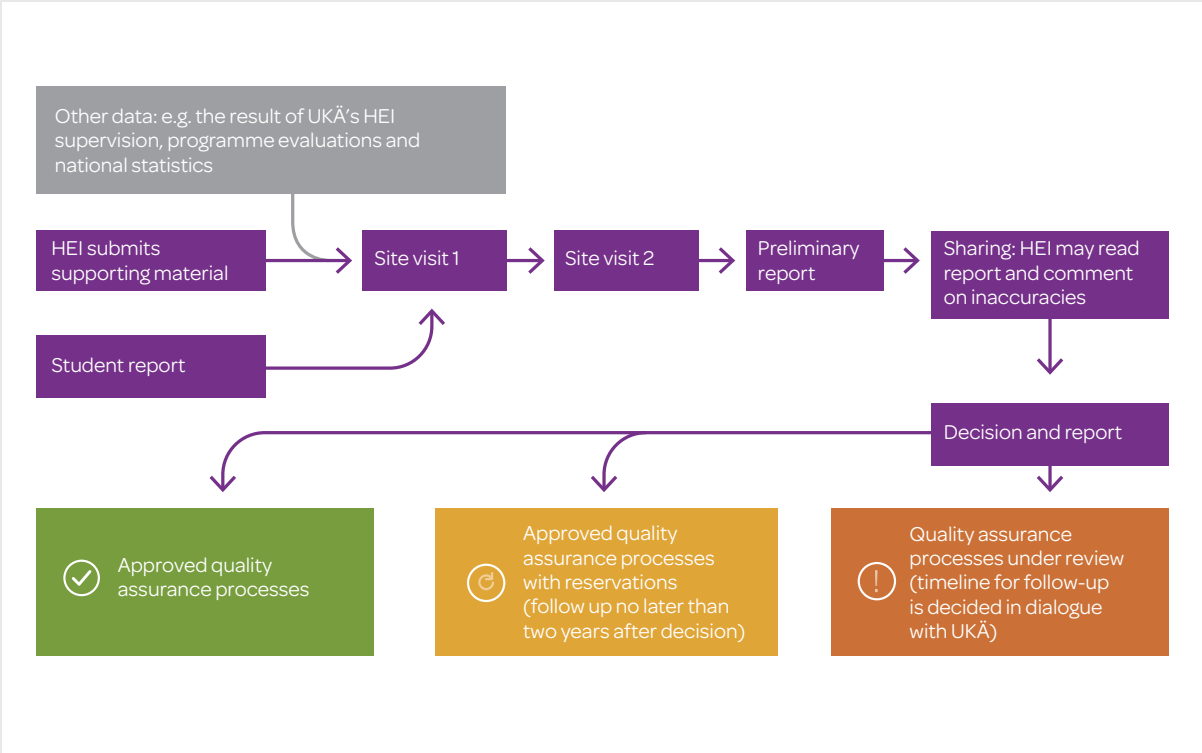 Other data: e.g. the result of UKÄ's HEI
supervision, programme evaluations and
national statistics
HEI submits
supporting material
Site visit 1
Site visit 2
Preliminary
report
Sharing: HEI may read
report and comment
on inaccuracies
Student report
Decision and report
Approved quality
assurance processes
Approved quality
assurance processes
with reservations
(follow up no later than
two years after decision)
Quality assurance
processes under review
(timeline for follow-up
is decided in dialogue
with UKÄ)